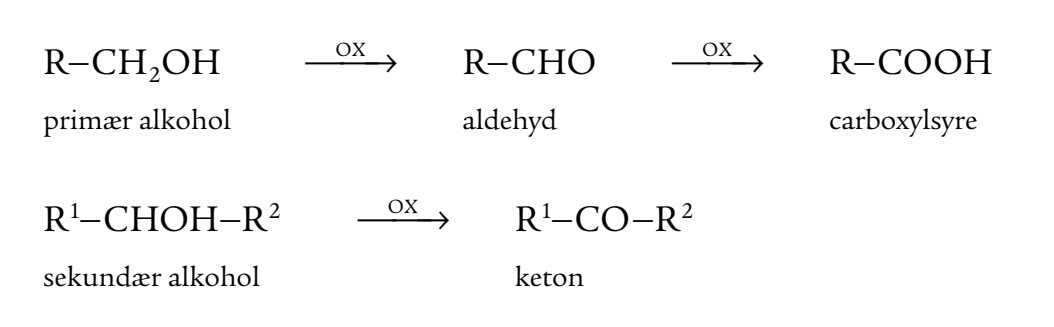 R–CH₂OH —OX→ R–CHO —OX→ R–COOH
primær alkohol aldehyd carboxylsyre
R¹–CHOH–R² —OX→ R¹–CO–R²
sekundær alkohol keton